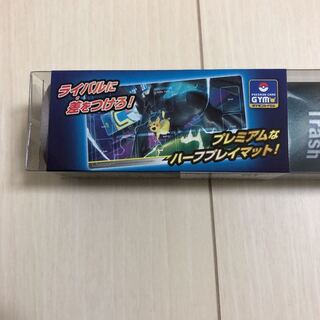 ライバルに
差をつけろ！
POKEMON CARD
GYM
プレミアムな
ハーフプレイマット！
Trash